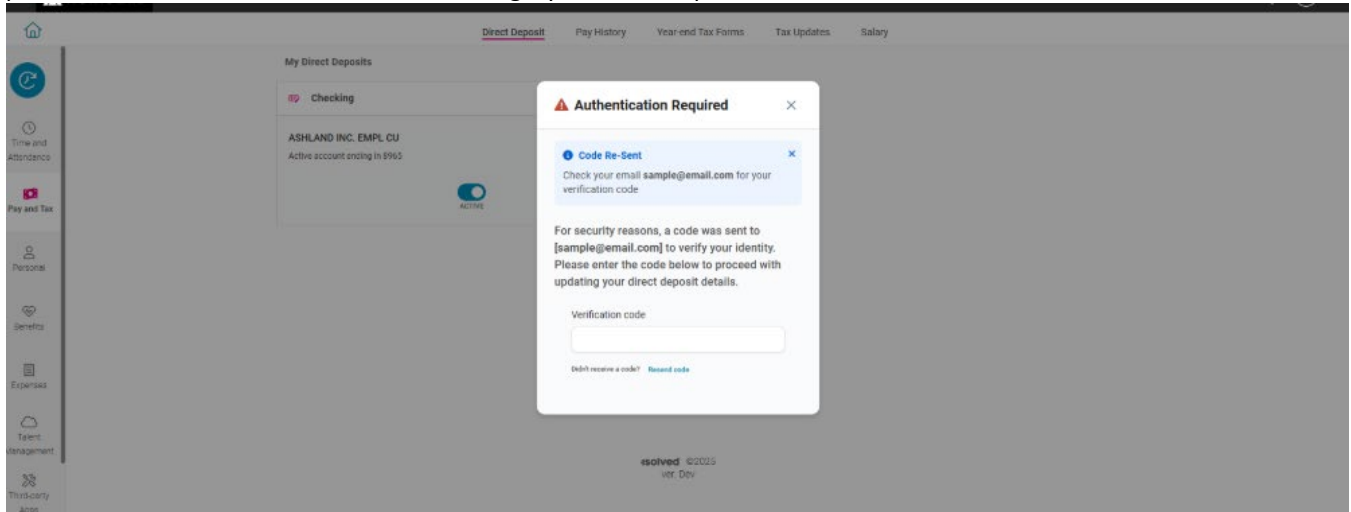 Direct Deposit Pay History Year-end Tax Forms Tax Updates Salary
My Direct Deposits
Checking
ASHLAND INC. EMPL CU
Active account ending in 8965
ACTIVE
Time and
Attendance
Pay and Tax
Personal
Benefits
Expenses
Talent
Management
Third-party
Apps
Authentication Required
Code Re-Sent
Check your email sample@email.com for your
verification code
For security reasons, a code was sent to
[sample@email.com] to verify your identity.
Please enter the code below to proceed with
updating your direct deposit details.
Verification code
Didn't receive a code? Resend code
isolved ©2025
ver. Dev